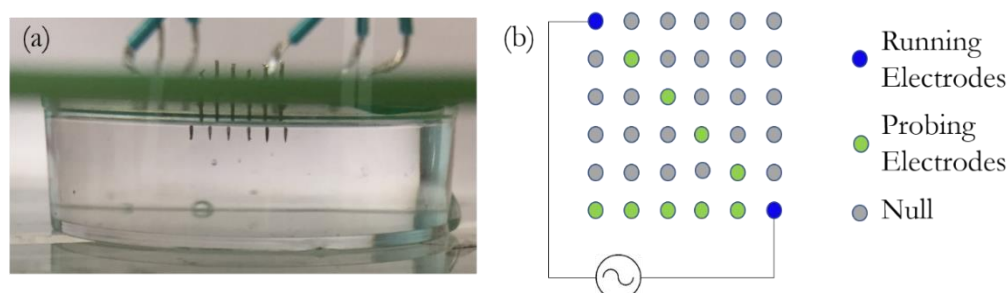 (a)
(b)
Running
Electrodes
Probing
Electrodes
Null